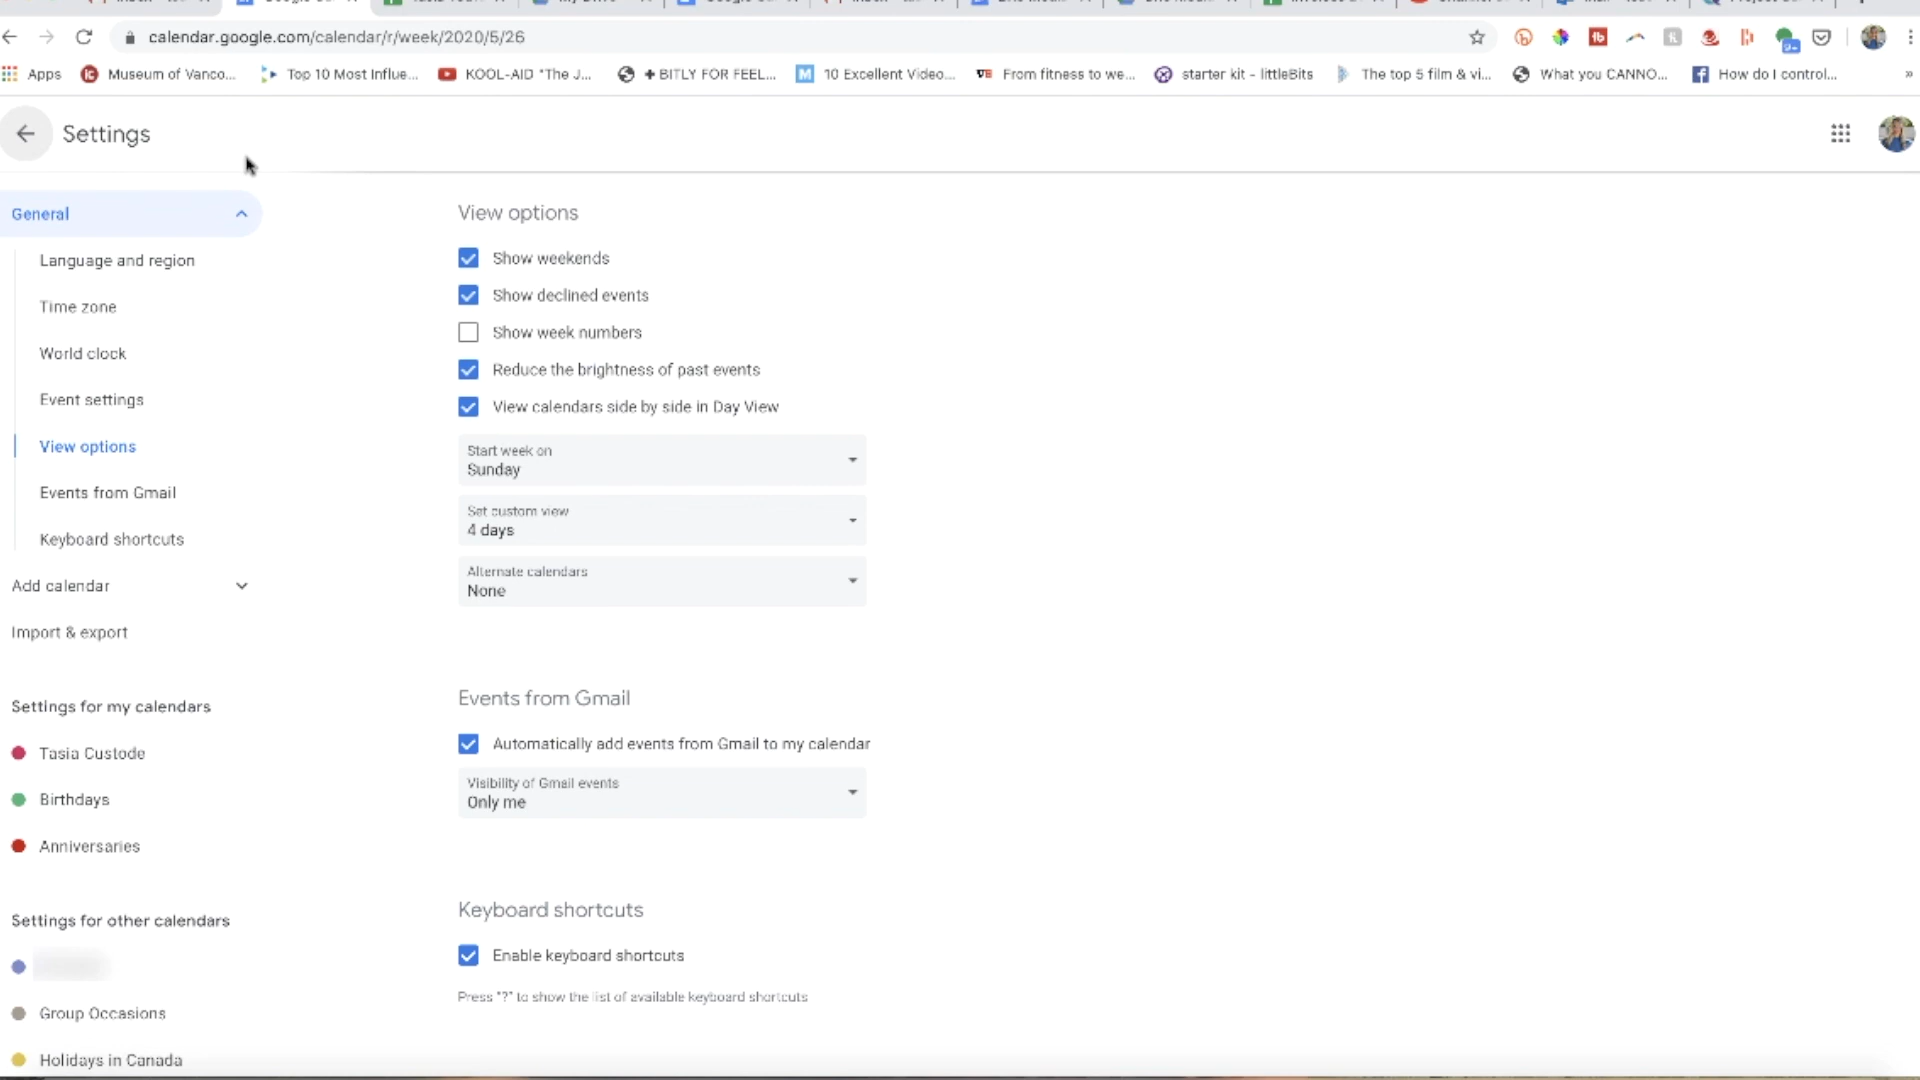 calendar.google.com/calendar/r/week/2020/5/26
Apps Museum of Vanco... Top 10 Most Influe... KOOL-AID "The J... + BITLY FOR FEEL... 10 Excellent Video... From fitness to we... starter kit - littleBits The top 5 film & vi... What you CANNO... How do I control... »
Settings
General
Language and region
Time zone
World clock
Event settings
View options
Events from Gmail
Keyboard shortcuts
Add calendar
Import & export
Settings for my calendars
Tasia Custode
Birthdays
Anniversaries
Settings for other calendars
Group Occasions
Holidays in Canada
View options
Show weekends
Show declined events
Show week numbers
Reduce the brightness of past events
View calendars side by side in Day View
Start week on
Sunday
Set custom view
4 days
Alternate calendars
None
Events from Gmail
Automatically add events from Gmail to my calendar
Visibility of Gmail events
Only me
Keyboard shortcuts
Enable keyboard shortcuts
Press "?" to show the list of available keyboard shortcuts